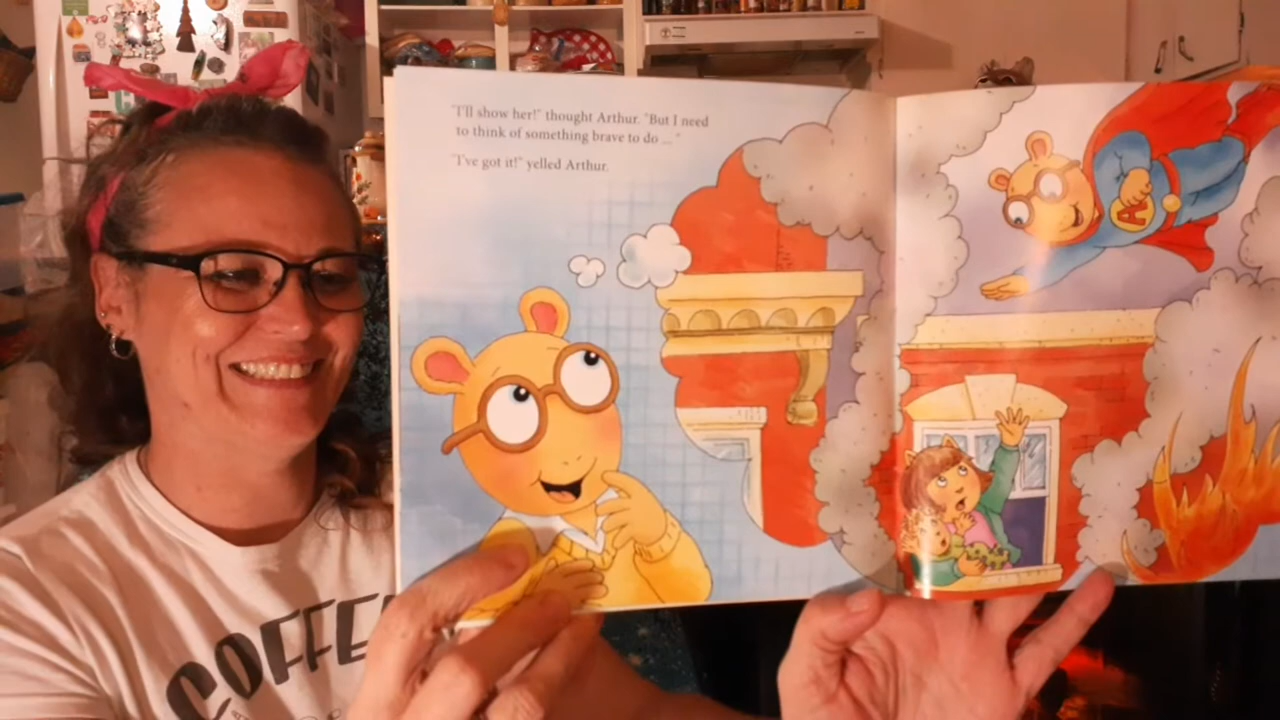 "I'll show her!" thought Arthur. "But I need
to think of something brave to do ..."
"I've got it!" yelled Arthur.
A
COFFE